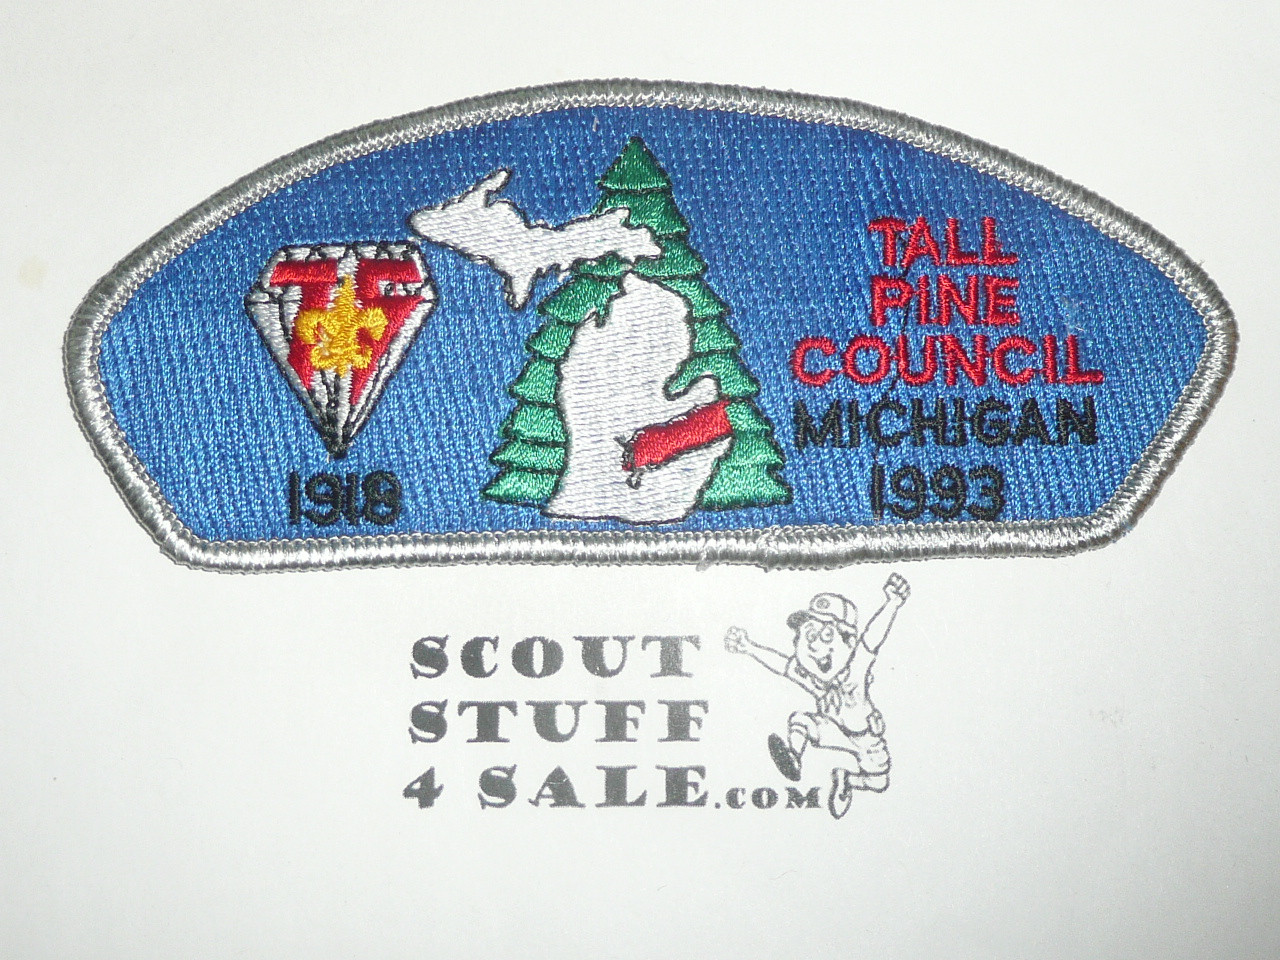 TALL
PINE
COUNCIL
MICHIGAN
1918
1993
75
SCOUT
STUFF
4 SALE.COM